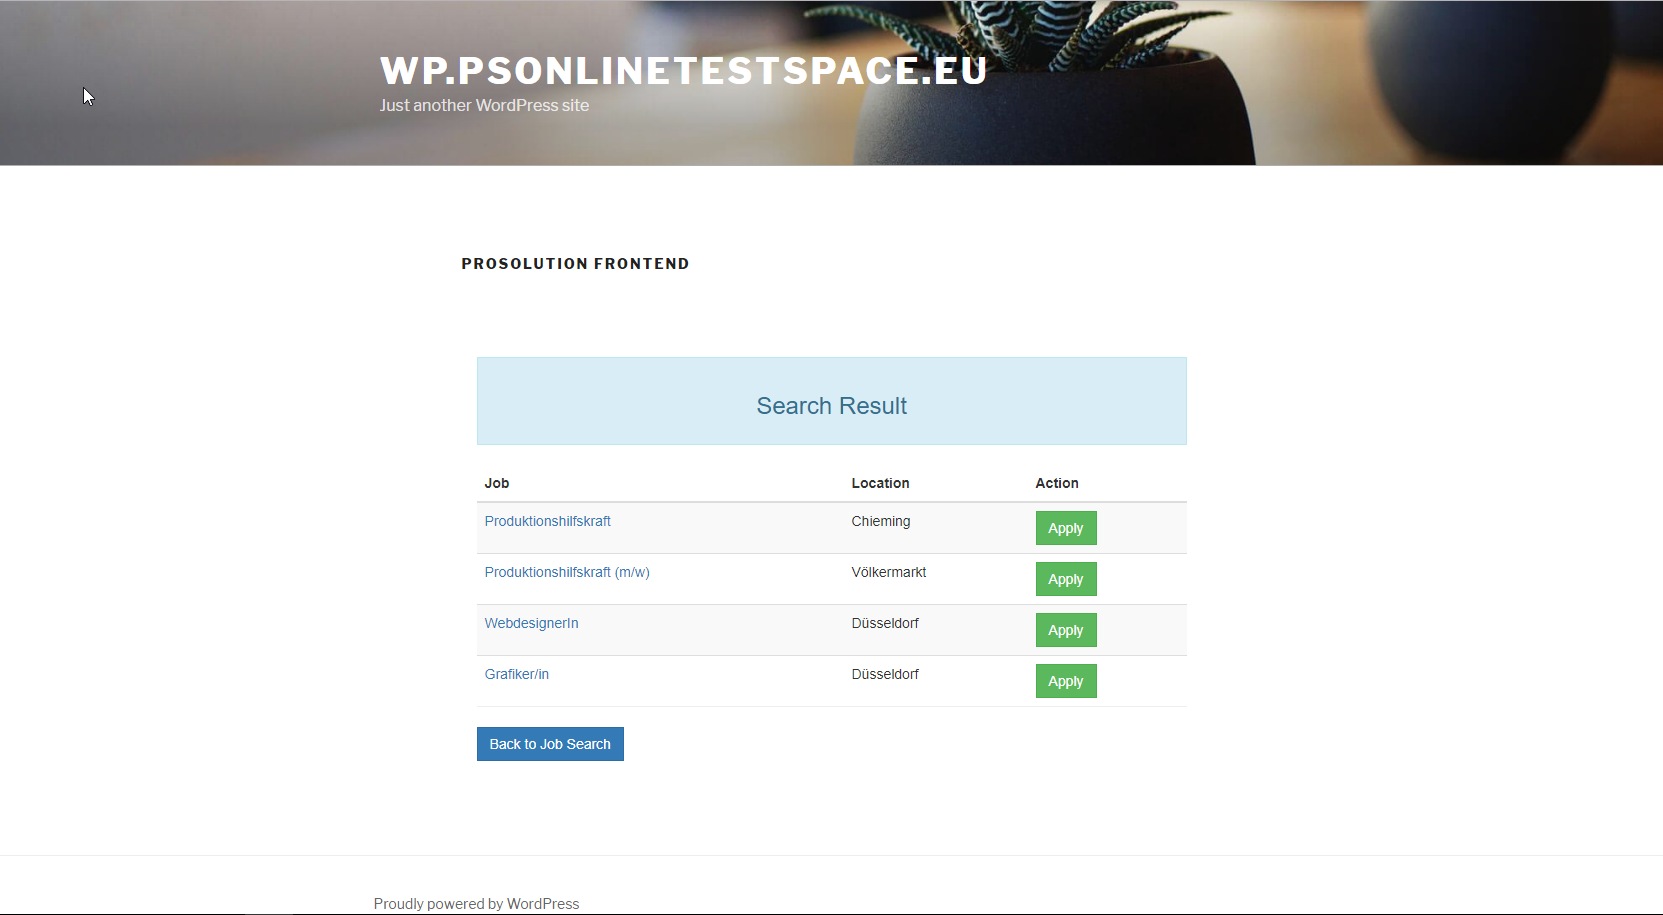 WP.PSONLINETESTSPACE.EU
Just another WordPress site
PROSOLUTION FRONTEND
Search Result
Job Location Action
Produktionshilfskraft Chieming Apply
Produktionshilfskraft (m/w) Völkermarkt Apply
WebdesignerIn Düsseldorf Apply
Grafiker/in Düsseldorf Apply
Back to Job Search
Proudly powered by WordPress